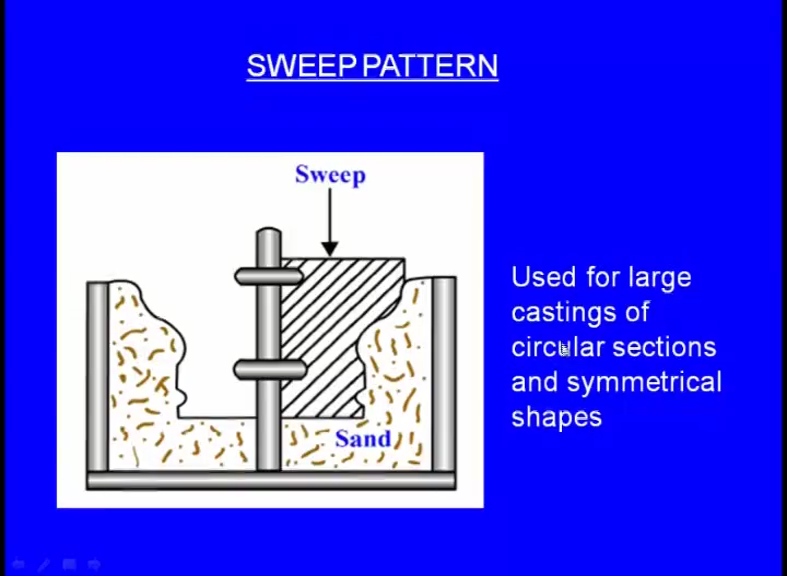 SWEEP PATTERN
Sweep
Used for large
castings of
circular sections
and symmetrical
shapes
Sand